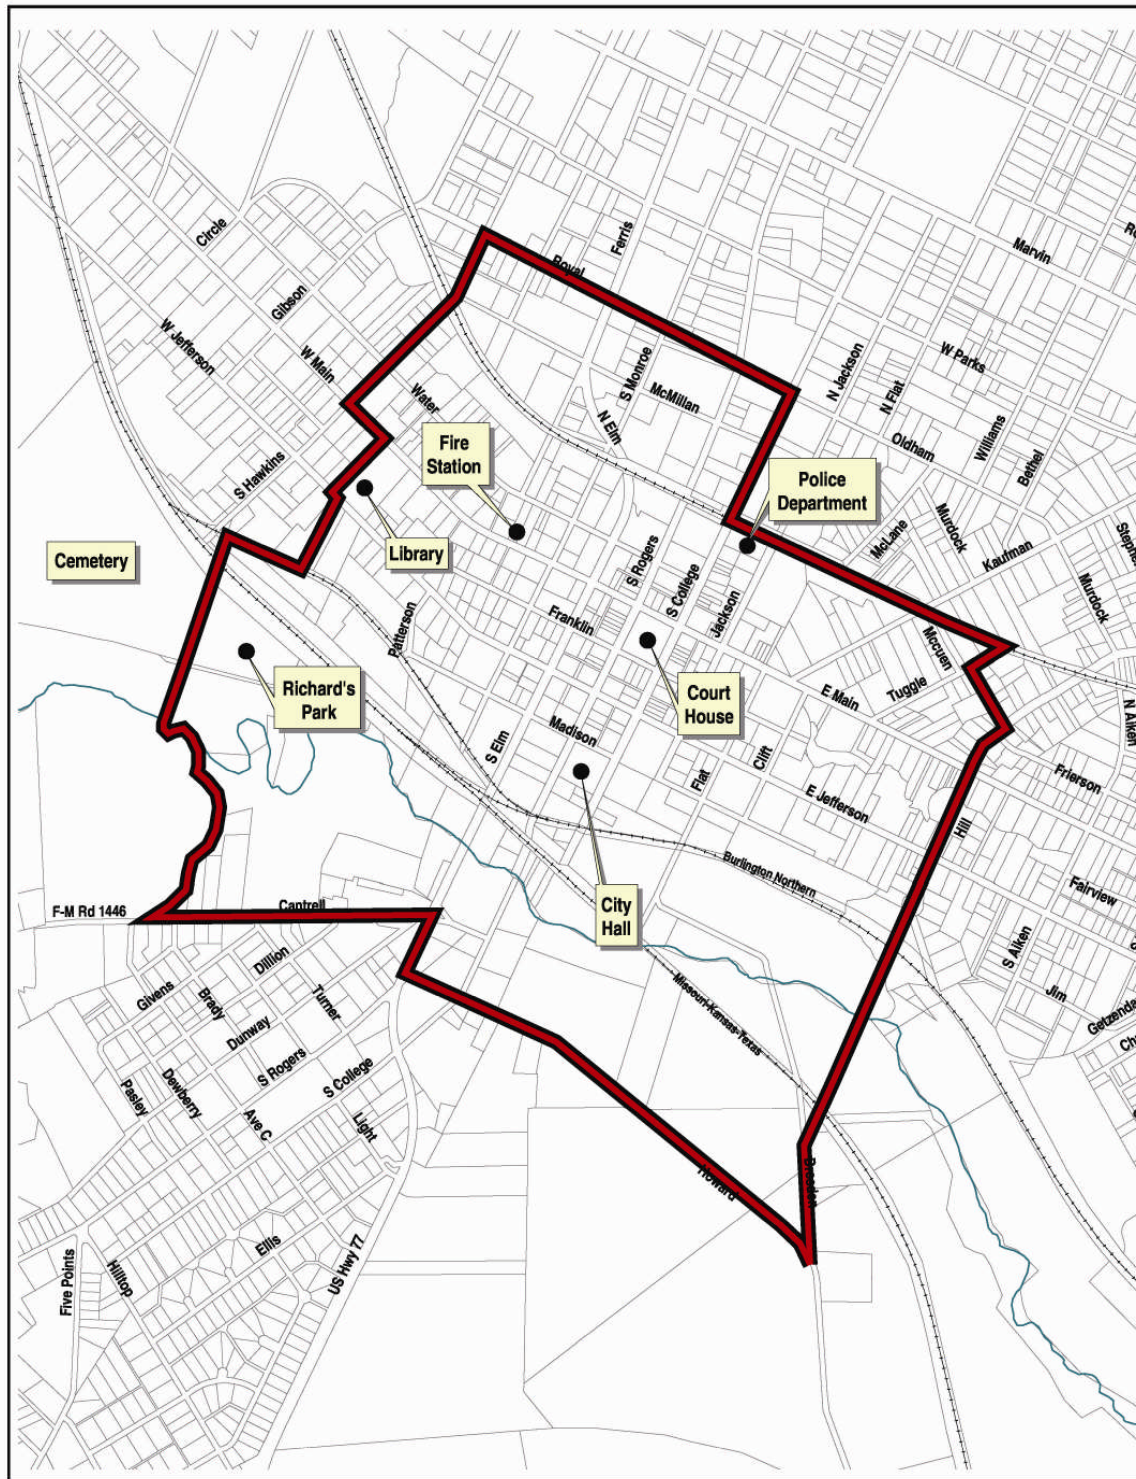 Ferris
Circle
Marvin
Royal
Gibson
W Jefferson
W Main
S Monroe
W Parks
N Jackson
N Flat
McMillan
Water
N Elm
Oldham
Williams
Bethel
Fire
Station
S Hawkins
Police
Department
Murdock
McLane
Kaufman
Library
Cemetery
S Rogers
S College
Murdock
Jackson
Franklin
Patterson
Mccuen
Tuggle
Richard's
Park
Court
House
E Main
N Aiken
Madison
S Elm
Clift
Flat
Frierson
E Jefferson
Hill
Burlington Northern
Fairview
F-M Rd 1446
Cantrell
City
Hall
S Aiken
Dillion
Givens
Brady
Turner
Dunway
Missouri-Kansas-Texas
Jim
S Rogers
S College
Pasley
Dewberry
Ave C
Light
Howard
Ellis
US Hwy 77
Five Points
Hilltop